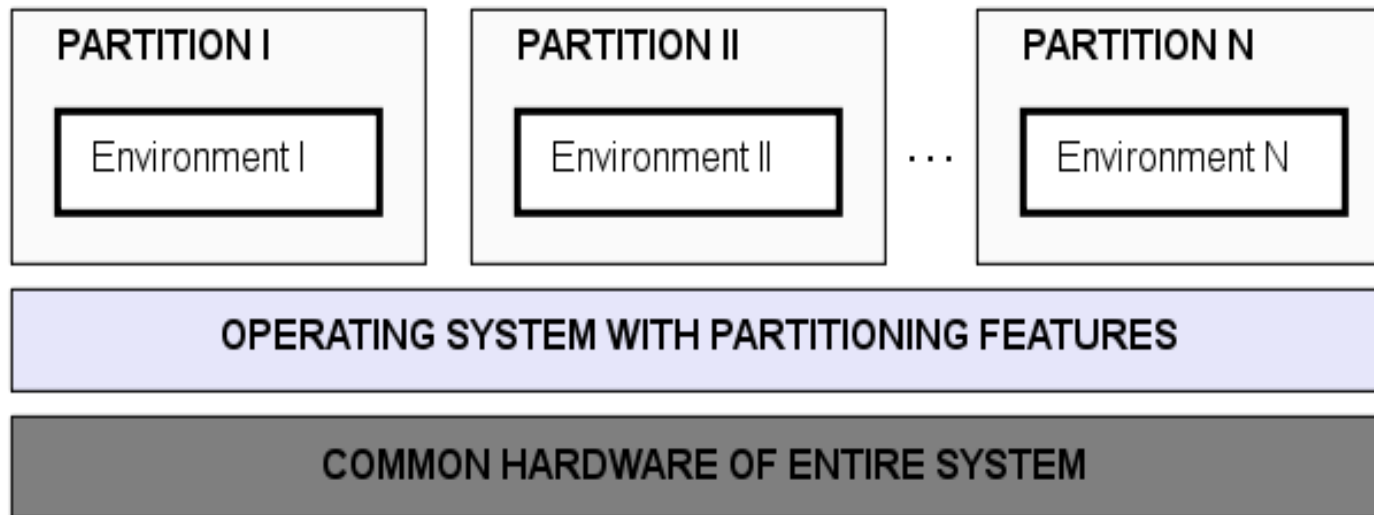 PARTITION I
PARTITION II
PARTITION N
Environment I
Environment II
...
Environment N
OPERATING SYSTEM WITH PARTITIONING FEATURES
COMMON HARDWARE OF ENTIRE SYSTEM